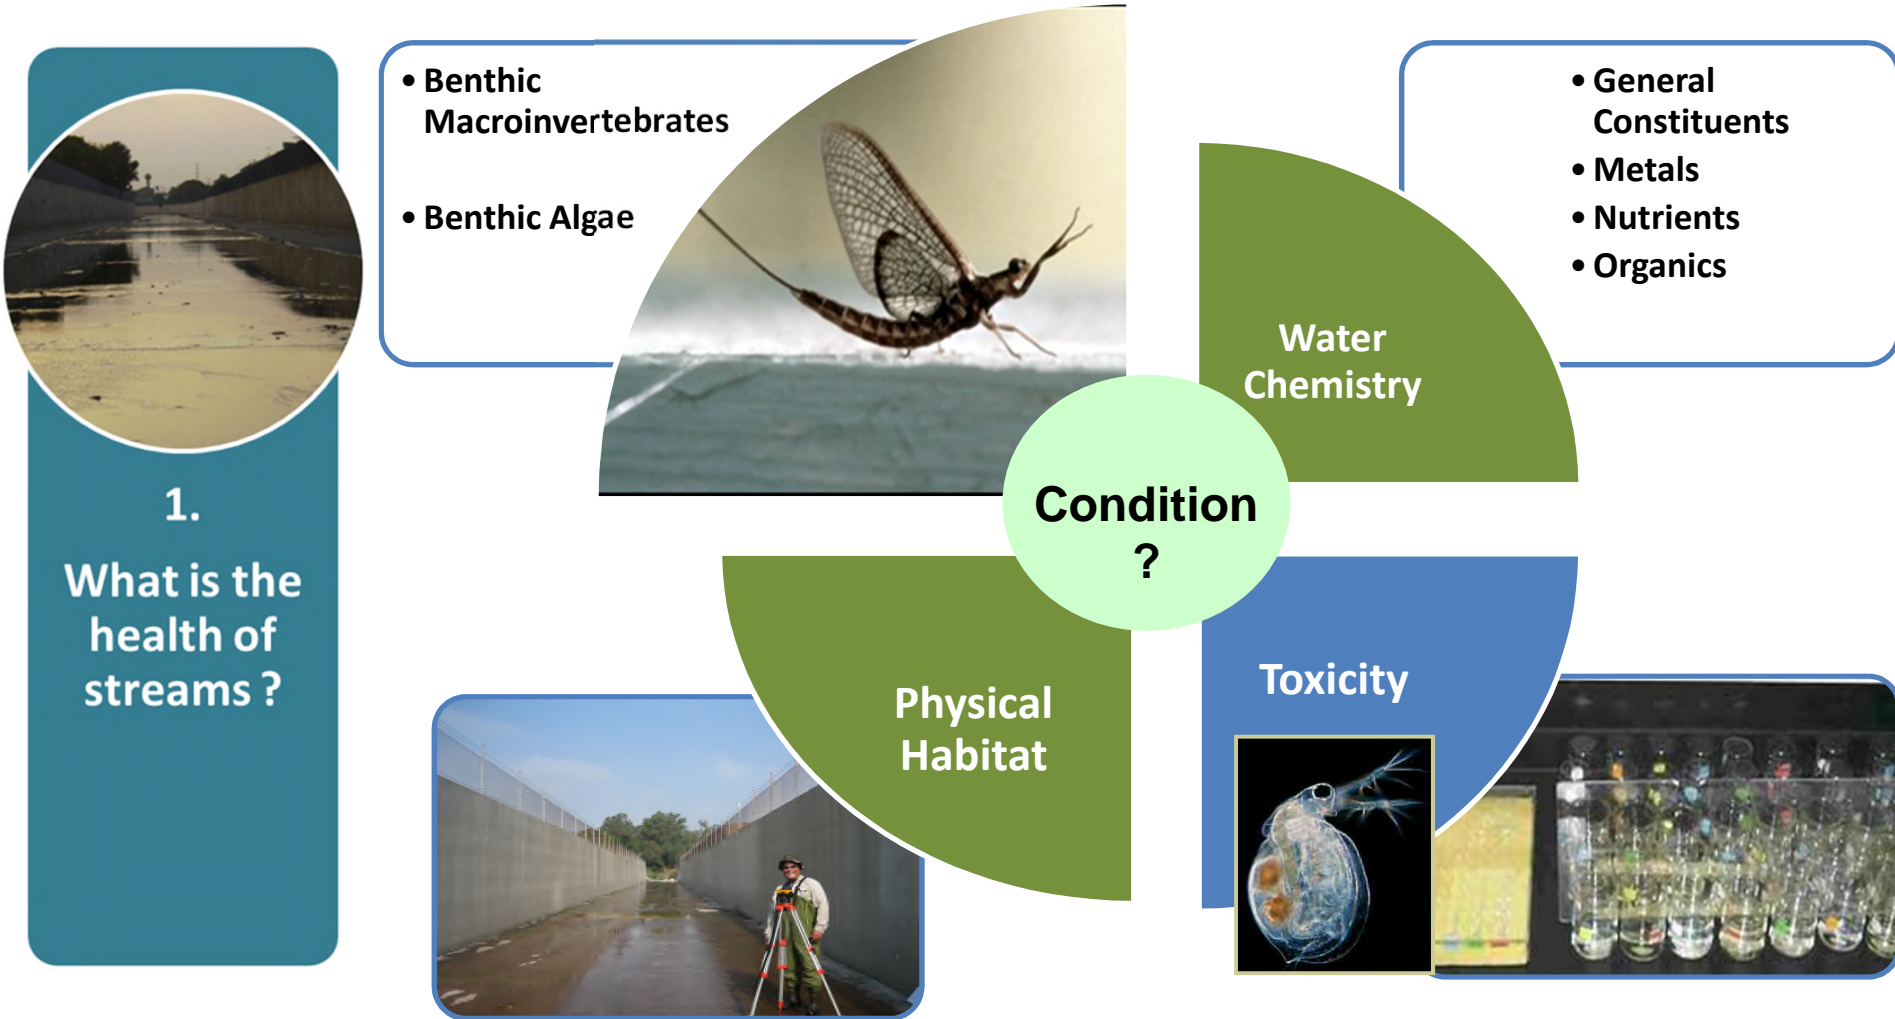 1.
What is the
health of
streams ?
• Benthic
Macroinvertebrates
• Benthic Algae
• General
Constituents
• Metals
• Nutrients
• Organics
Water
Chemistry
Condition
?
Physical
Habitat
Toxicity